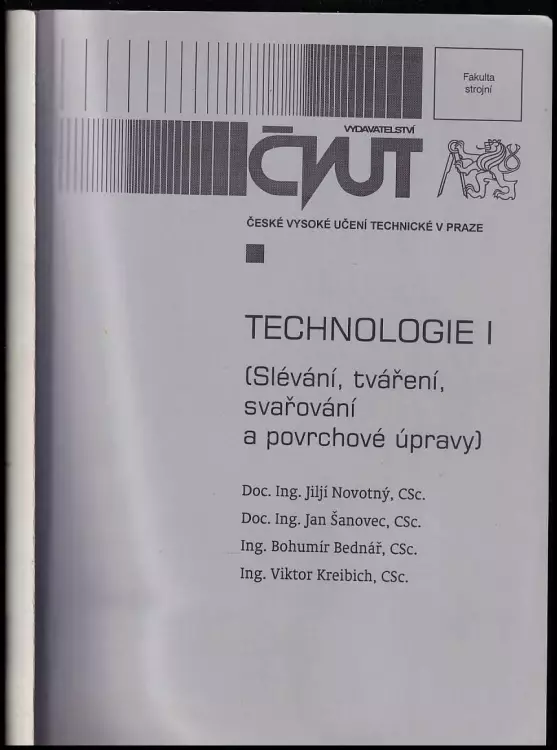 Fakulta
strojní
VYDAVATELSTVÍ
ČVUT
ČESKÉ VYSOKÉ UČENÍ TECHNICKÉ V PRAZE
TECHNOLOGIE I
(Slévání, tváření,
svařování
a povrchové úpravy)
Doc. Ing. Jiljí Novotný, CSc.
Doc. Ing. Jan Šanovec, CSc.
Ing. Bohumír Bednář, CSc.
Ing. Viktor Kreibich, CSc.